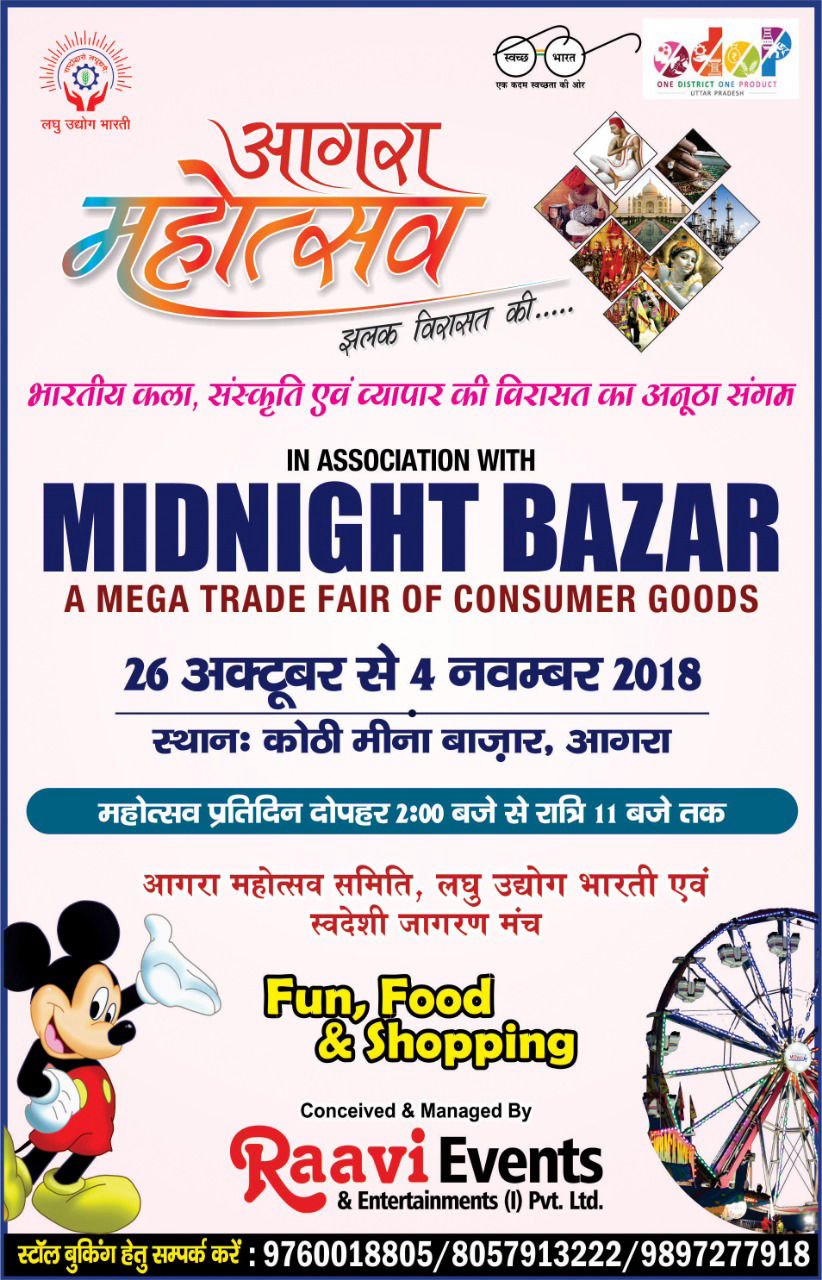 लघु उद्योग भारती
स्वच्छ भारत
एक कदम स्वच्छता की ओर
ODOP
ONE DISTRICT ONE PRODUCT
UTTAR PRADESH
आगरा
महोत्सव
झलक विरासत की.....
भारतीय कला, संस्कृति एवं व्यापार की विरासत का अनूठा संगम
IN ASSOCIATION WITH
MIDNIGHT BAZAR
A MEGA TRADE FAIR OF CONSUMER GOODS
26 अक्टूबर से 4 नवम्बर 2018
स्थानः कोठी मीना बाज़ार, आगरा
महोत्सव प्रतिदिन दोपहर 2:00 बजे से रात्रि 11 बजे तक
आगरा महोत्सव समिति, लघु उद्योग भारती एवं
स्वदेशी जागरण मंच
Fun, Food
& Shopping
Conceived & Managed By
Raavi Events
& Entertainments (I) Pvt. Ltd.
स्टॉल बुकिंग हेतु सम्पर्क करें : 9760018805/8057913222/9897277918